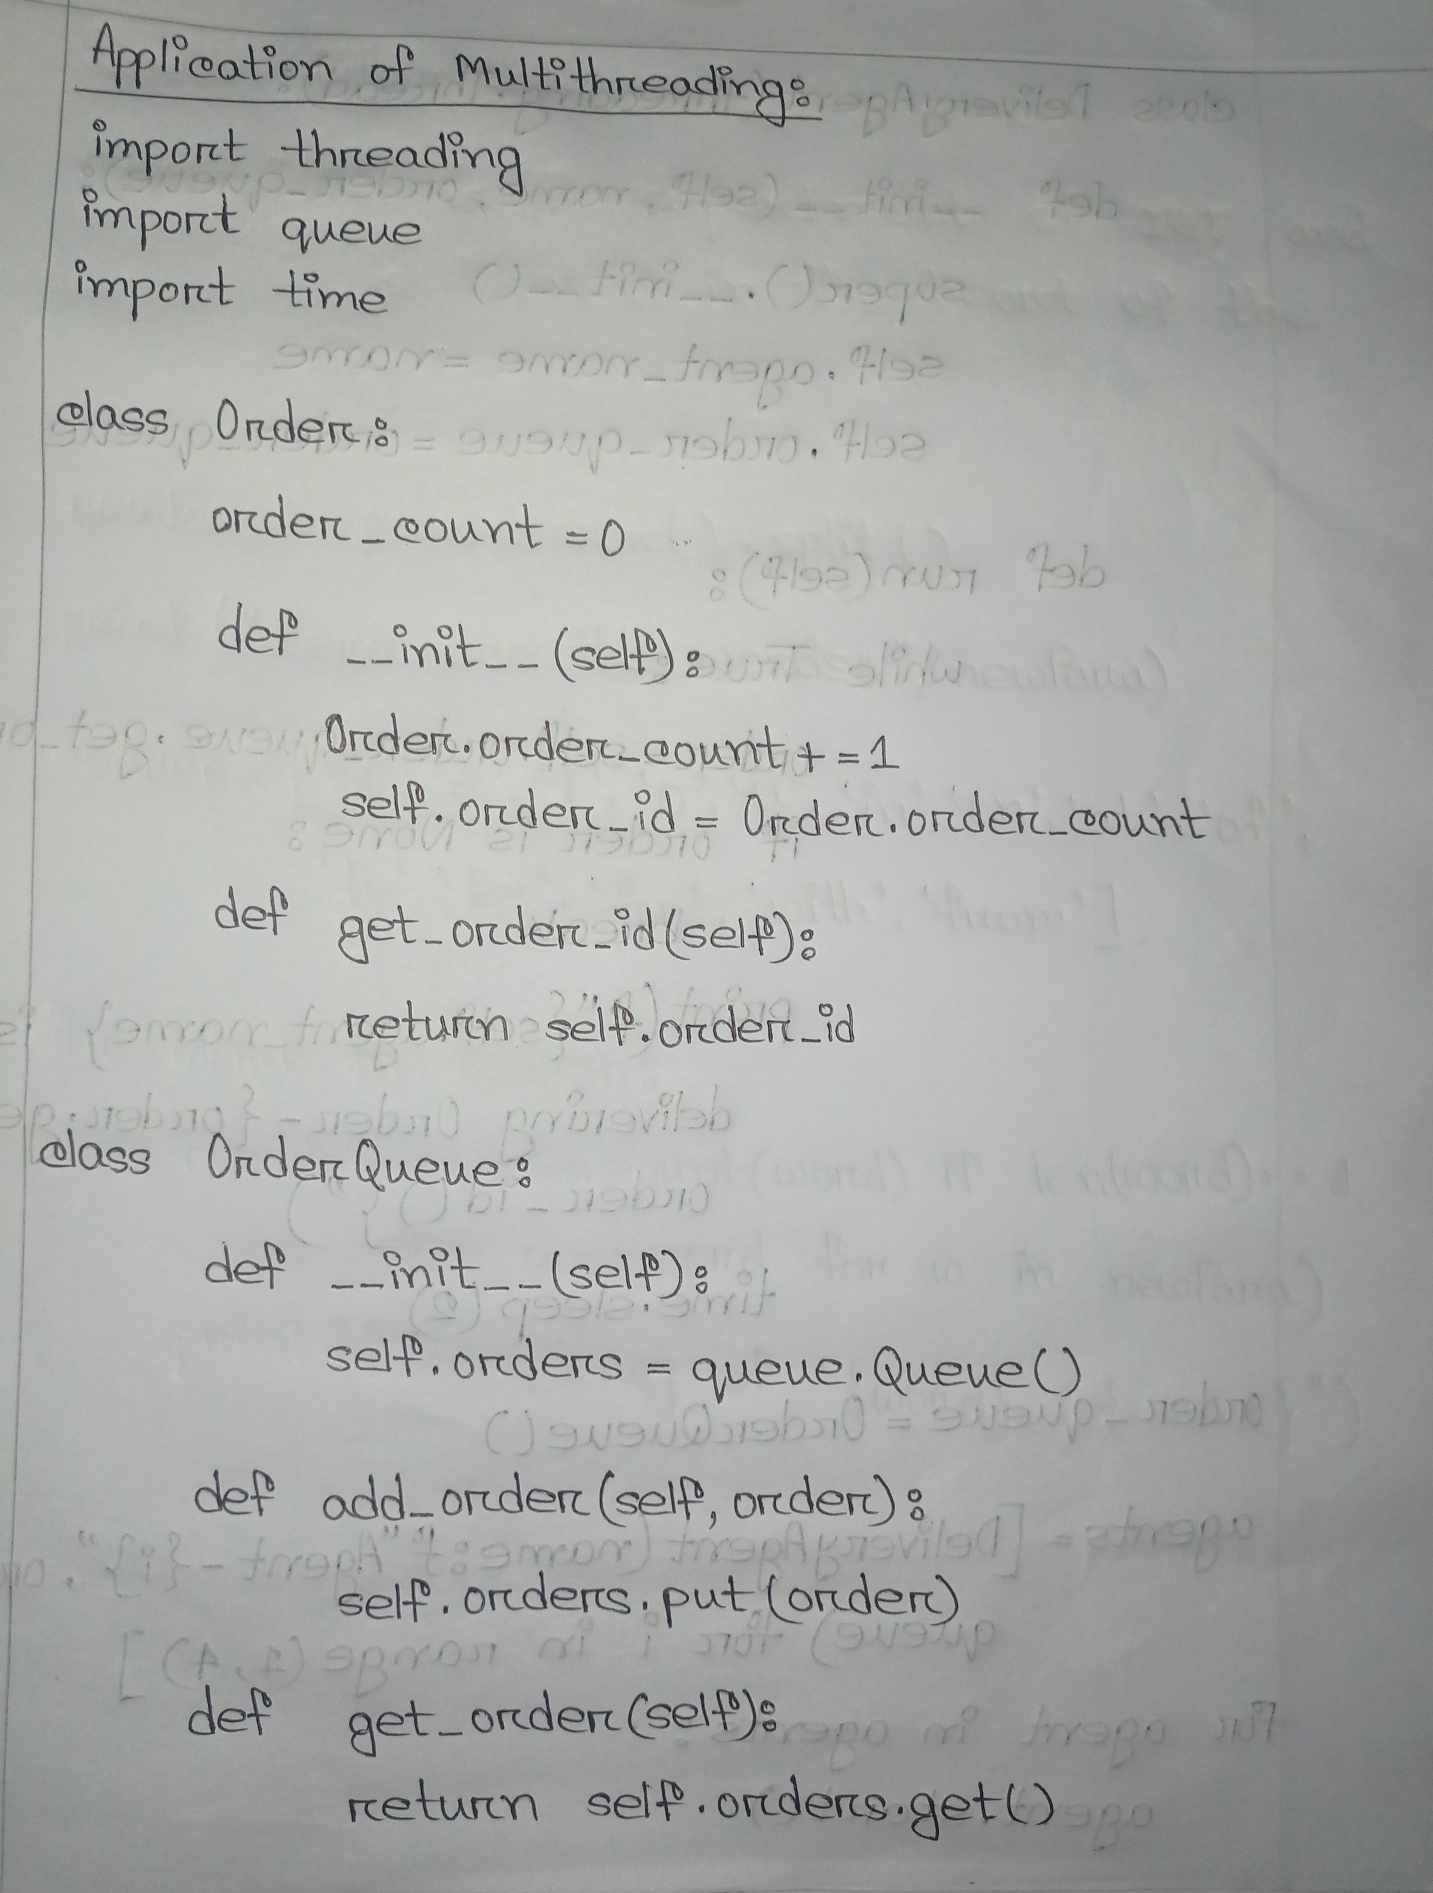 Application of Multithreading:
import threading
import queue
import time
class Order:
order_count = 0
def __init__(self):
Order.order_count += 1
self.order_id = Order.order_count
def get_order_id(self):
return self.order_id
class OrderQueue:
def __init__(self):
self.orders = queue.Queue()
def add_order(self, order):
self.orders.put(order)
def get_order(self):
return self.orders.get()